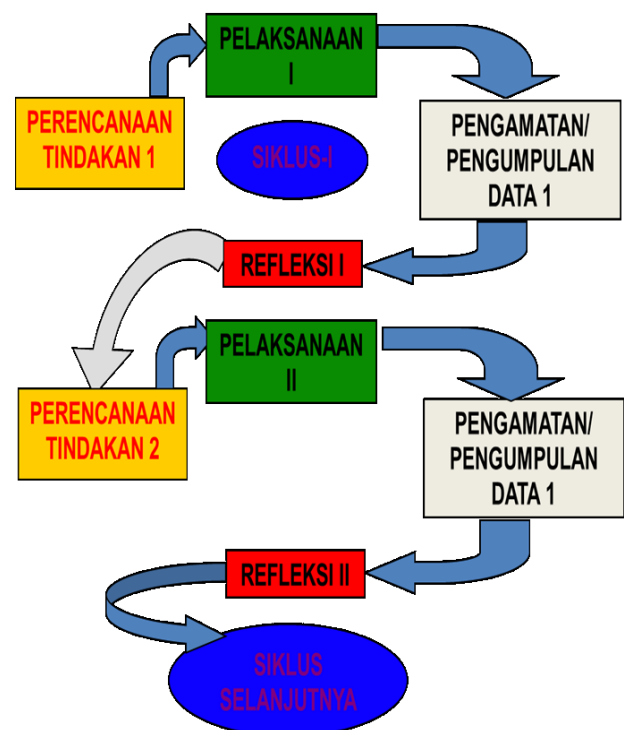 PELAKSANAAN
I
PERENCANAAN
TINDAKAN 1
SIKLUS-I
PENGAMATAN/
PENGUMPULAN
DATA 1
REFLEKSI I
PELAKSANAAN
II
PERENCANAAN
TINDAKAN 2
PENGAMATAN/
PENGUMPULAN
DATA 1
REFLEKSI II
SIKLUS
SELANJUTNYA